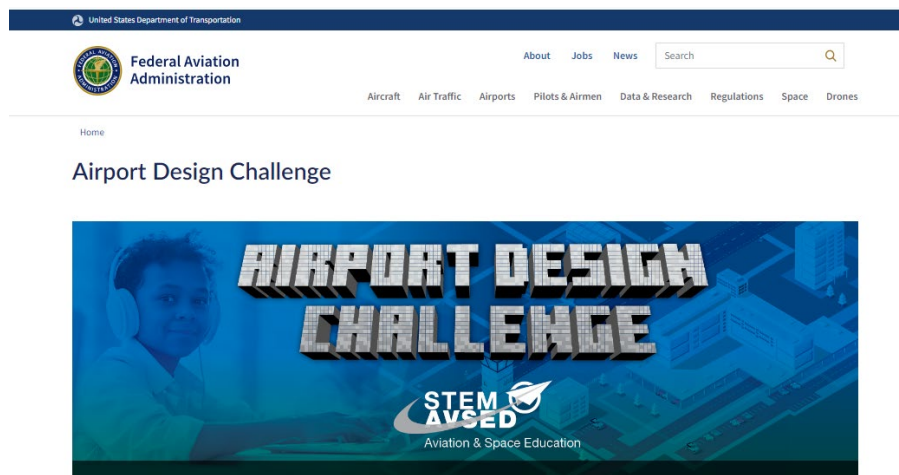 United States Department of Transportation
Federal Aviation
Administration
About Jobs News Search
Aircraft Air Traffic Airports Pilots & Airmen Data & Research Regulations Space Drones
Home
Airport Design Challenge
AIRPORT DESIGN
CHALLENGE
STEM
AVSED
Aviation & Space Education